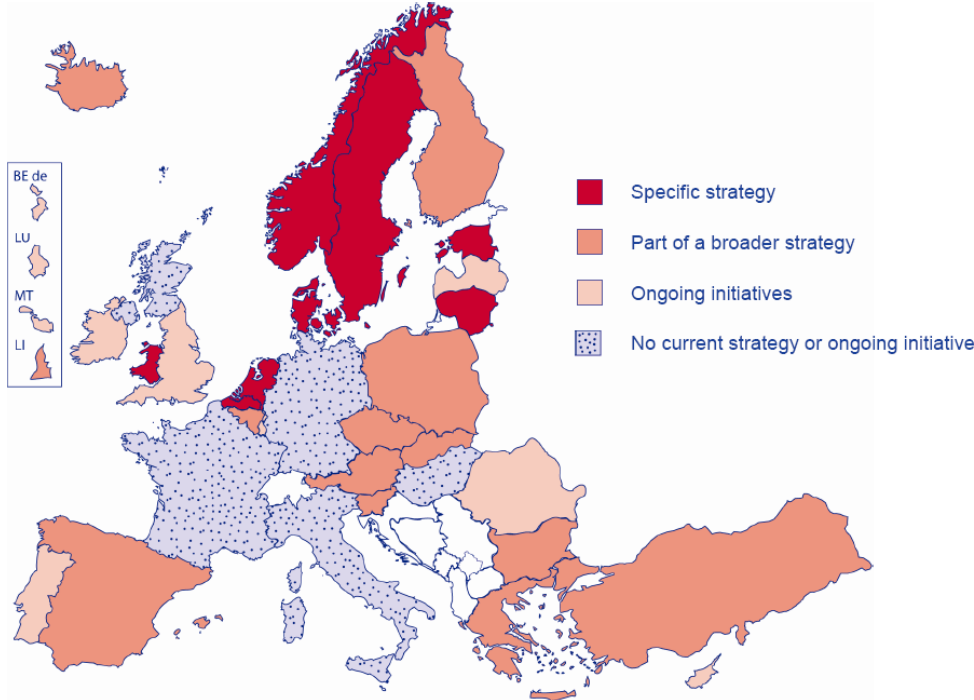 BE de
LU
MT
LI
Specific strategy
Part of a broader strategy
Ongoing initiatives
No current strategy or ongoing initiative